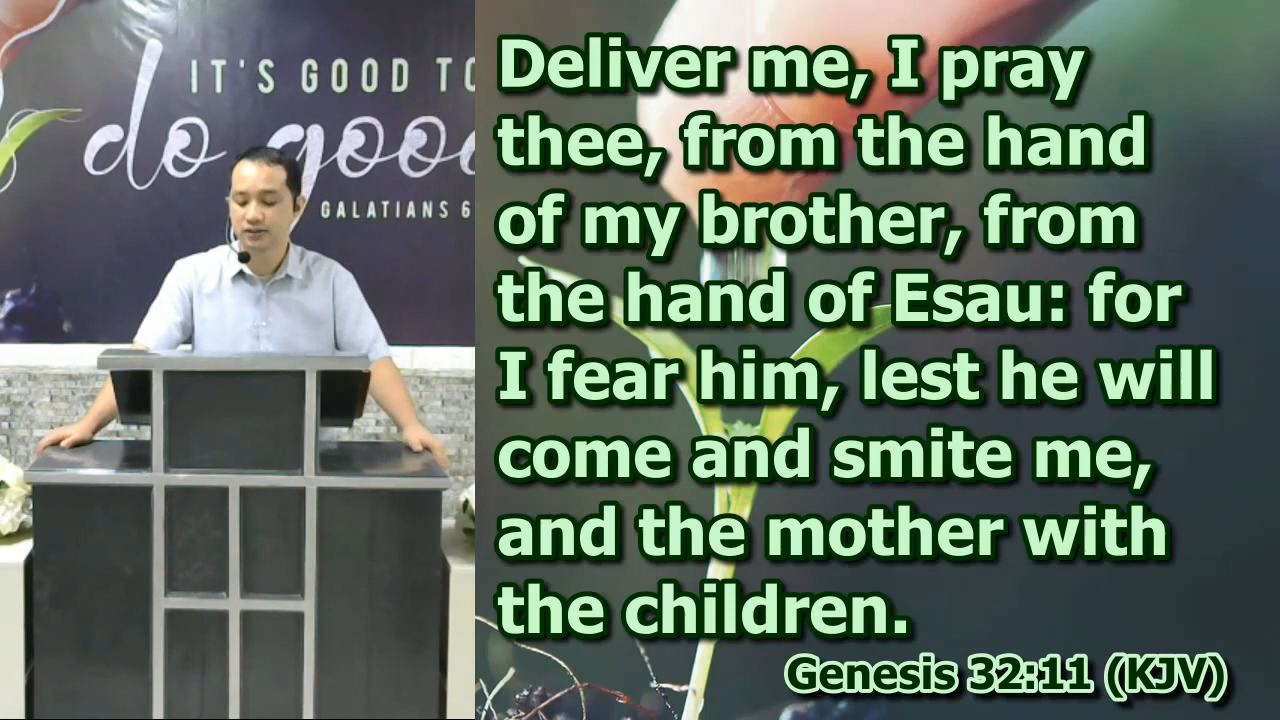 IT'S GOOD TO
do good
GALATIANS 6
Deliver me, I pray
thee, from the hand
of my brother, from
the hand of Esau: for
I fear him, lest he will
come and smite me,
and the mother with
the children.
Genesis 32:11 (KJV)